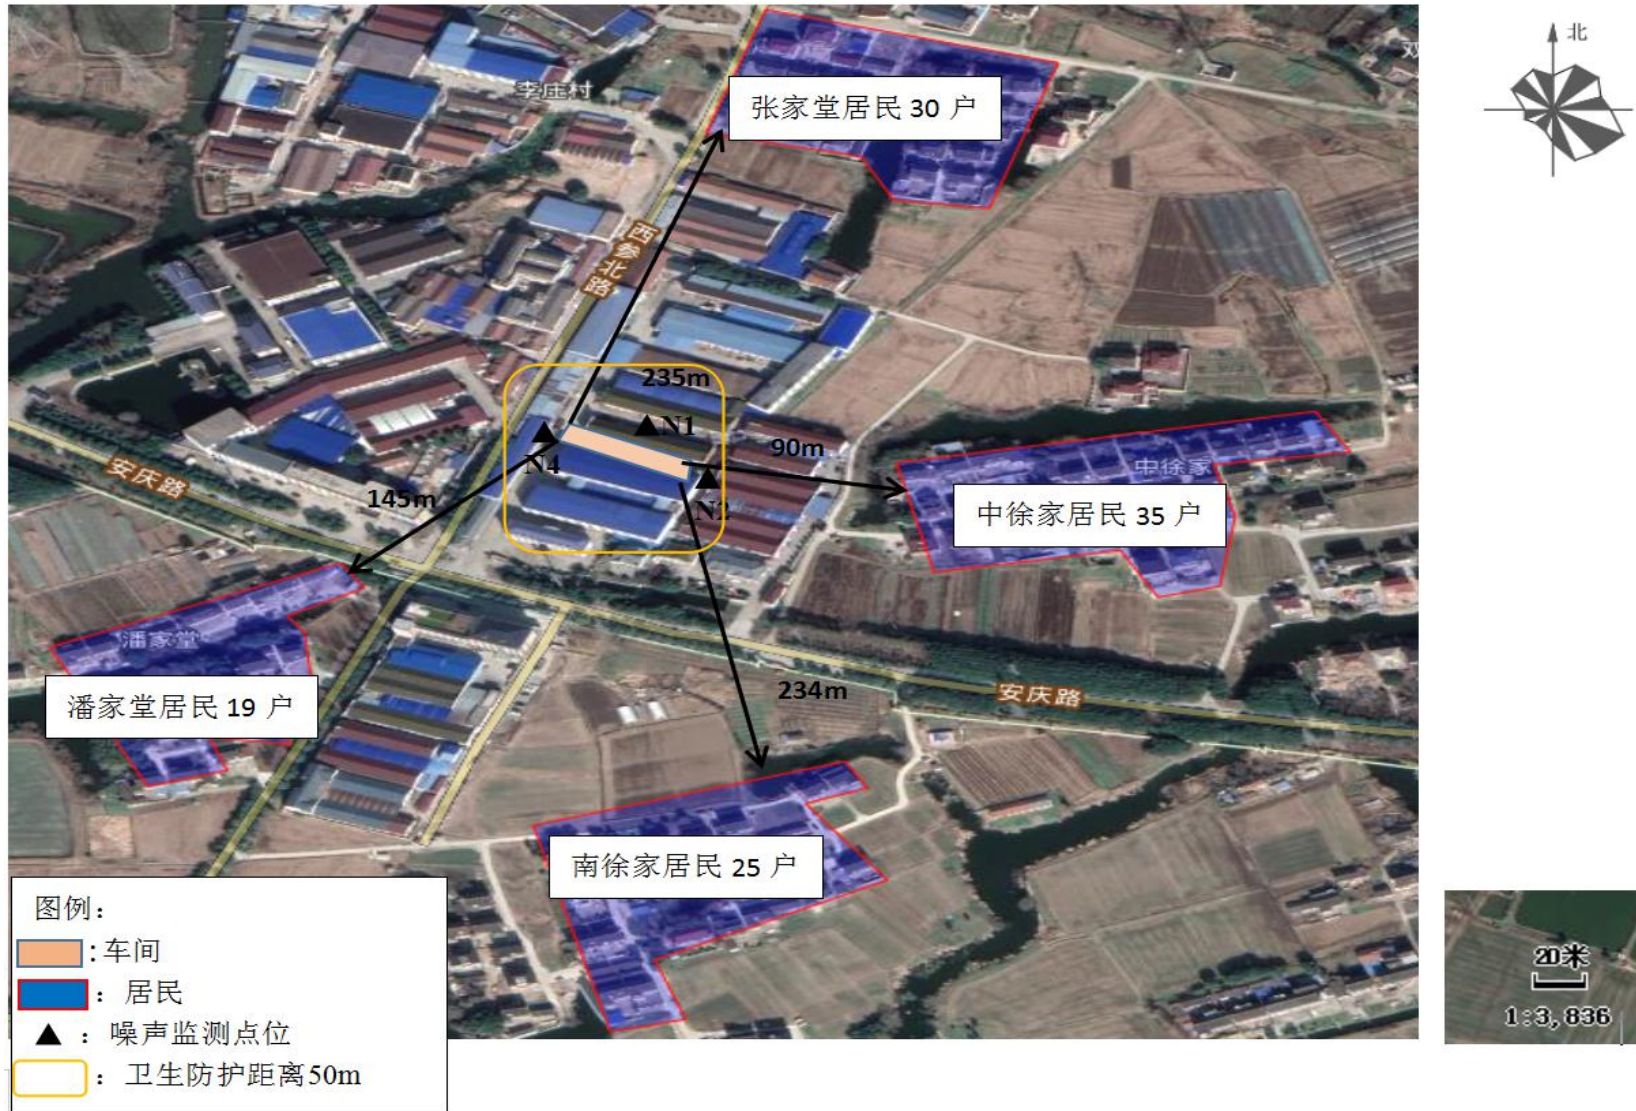 北
双
李庄村
张家堂居民 30 户
西参北路
235m
N1
90m
N4
N2
中徐家
安庆路
145m
中徐家居民 35 户
潘家堂
潘家堂居民 19 户
234m
安庆路
南徐家居民 25 户
图例：
：车间
：居民
：噪声监测点位
：卫生防护距离50m
20米
1:3,836